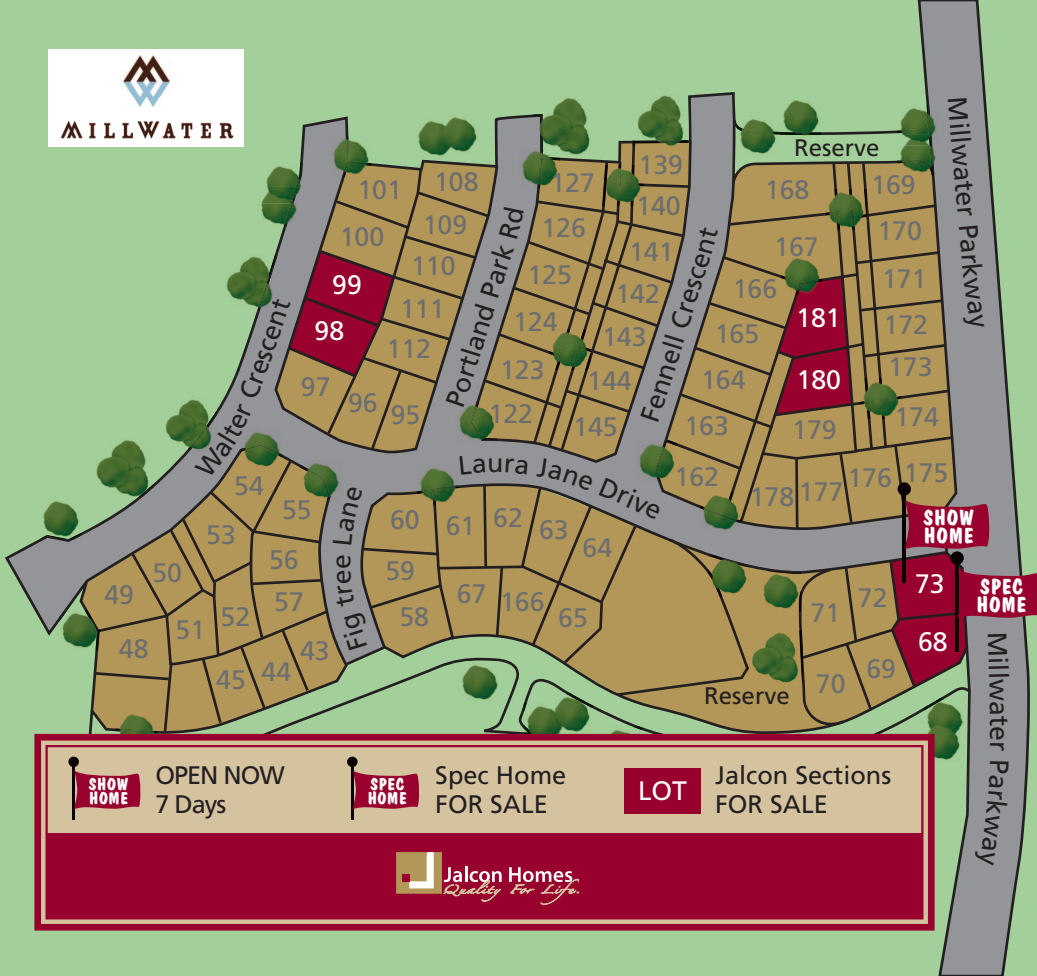 MILLWATER
Millwater Parkway
Reserve
139
101
108
127
168
169
140
109
126
170
100
141
167
110
125
171
99
142
166
111
181
98
124
143
165
172
112
123
144
164
180
173
97
96
95
122
145
163
179
174
Walter Crescent
Portland Park Rd
Fennell Crescent
Laura Jane Drive
162
178
177
176
175
54
55
60
61
62
63
64
53
56
SHOW
HOME
50
59
49
57
67
166
65
71
72
73
SPEC
HOME
51
52
58
Fig tree Lane
48
43
44
45
68
69
70
Reserve
Millwater Parkway
SHOW
HOME
OPEN NOW
7 Days
SPEC
HOME
Spec Home
FOR SALE
LOT
Jalcon Sections
FOR SALE
Jalcon Homes
Quality For Life.